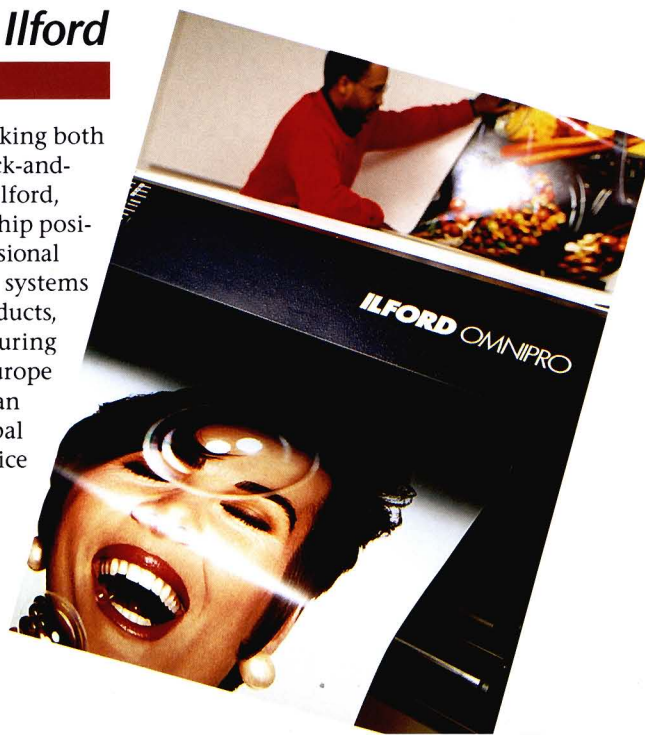 Ilford
king both
ck-and-
lford,
hip posi-
sional
systems
ducts,
uring
urope
an
bal
ice
ILFORD OMNIPRO